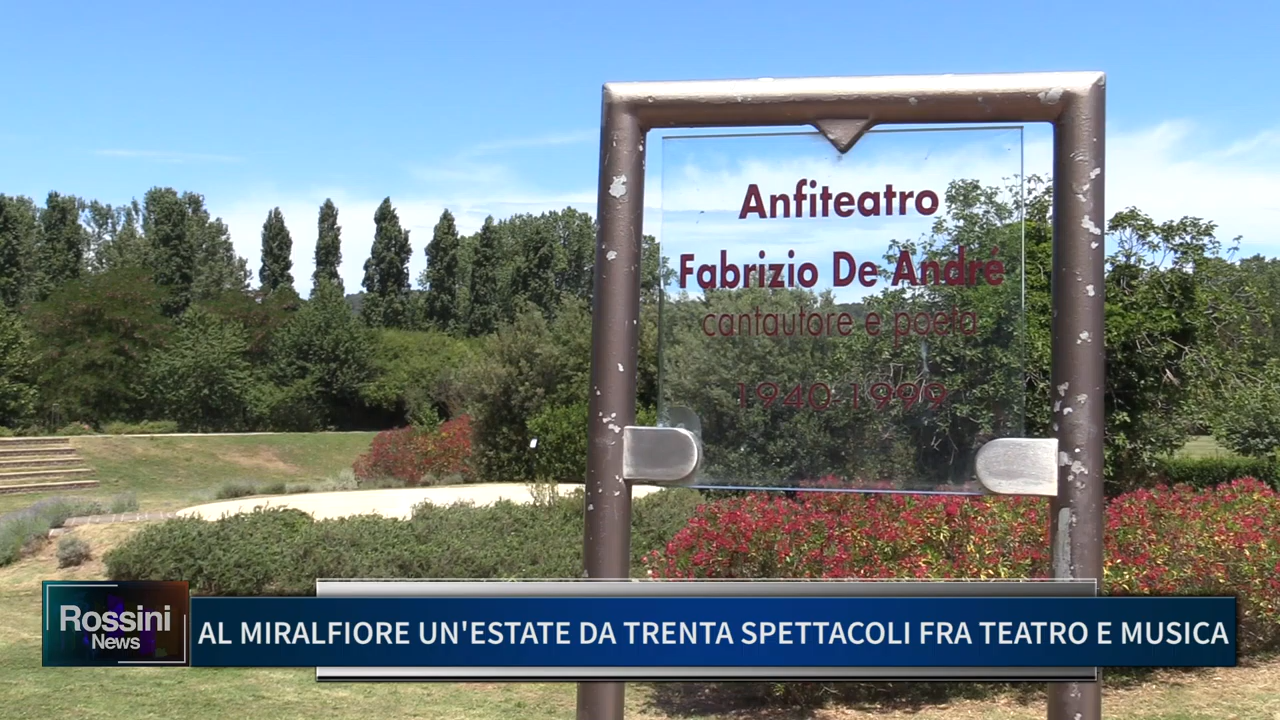 Anfiteatro
Fabrizio De André
cantautore e poeta
1940-1999
Rossini
News
AL MIRALFIORE UN'ESTATE DA TRENTA SPETTACOLI FRA TEATRO E MUSICA